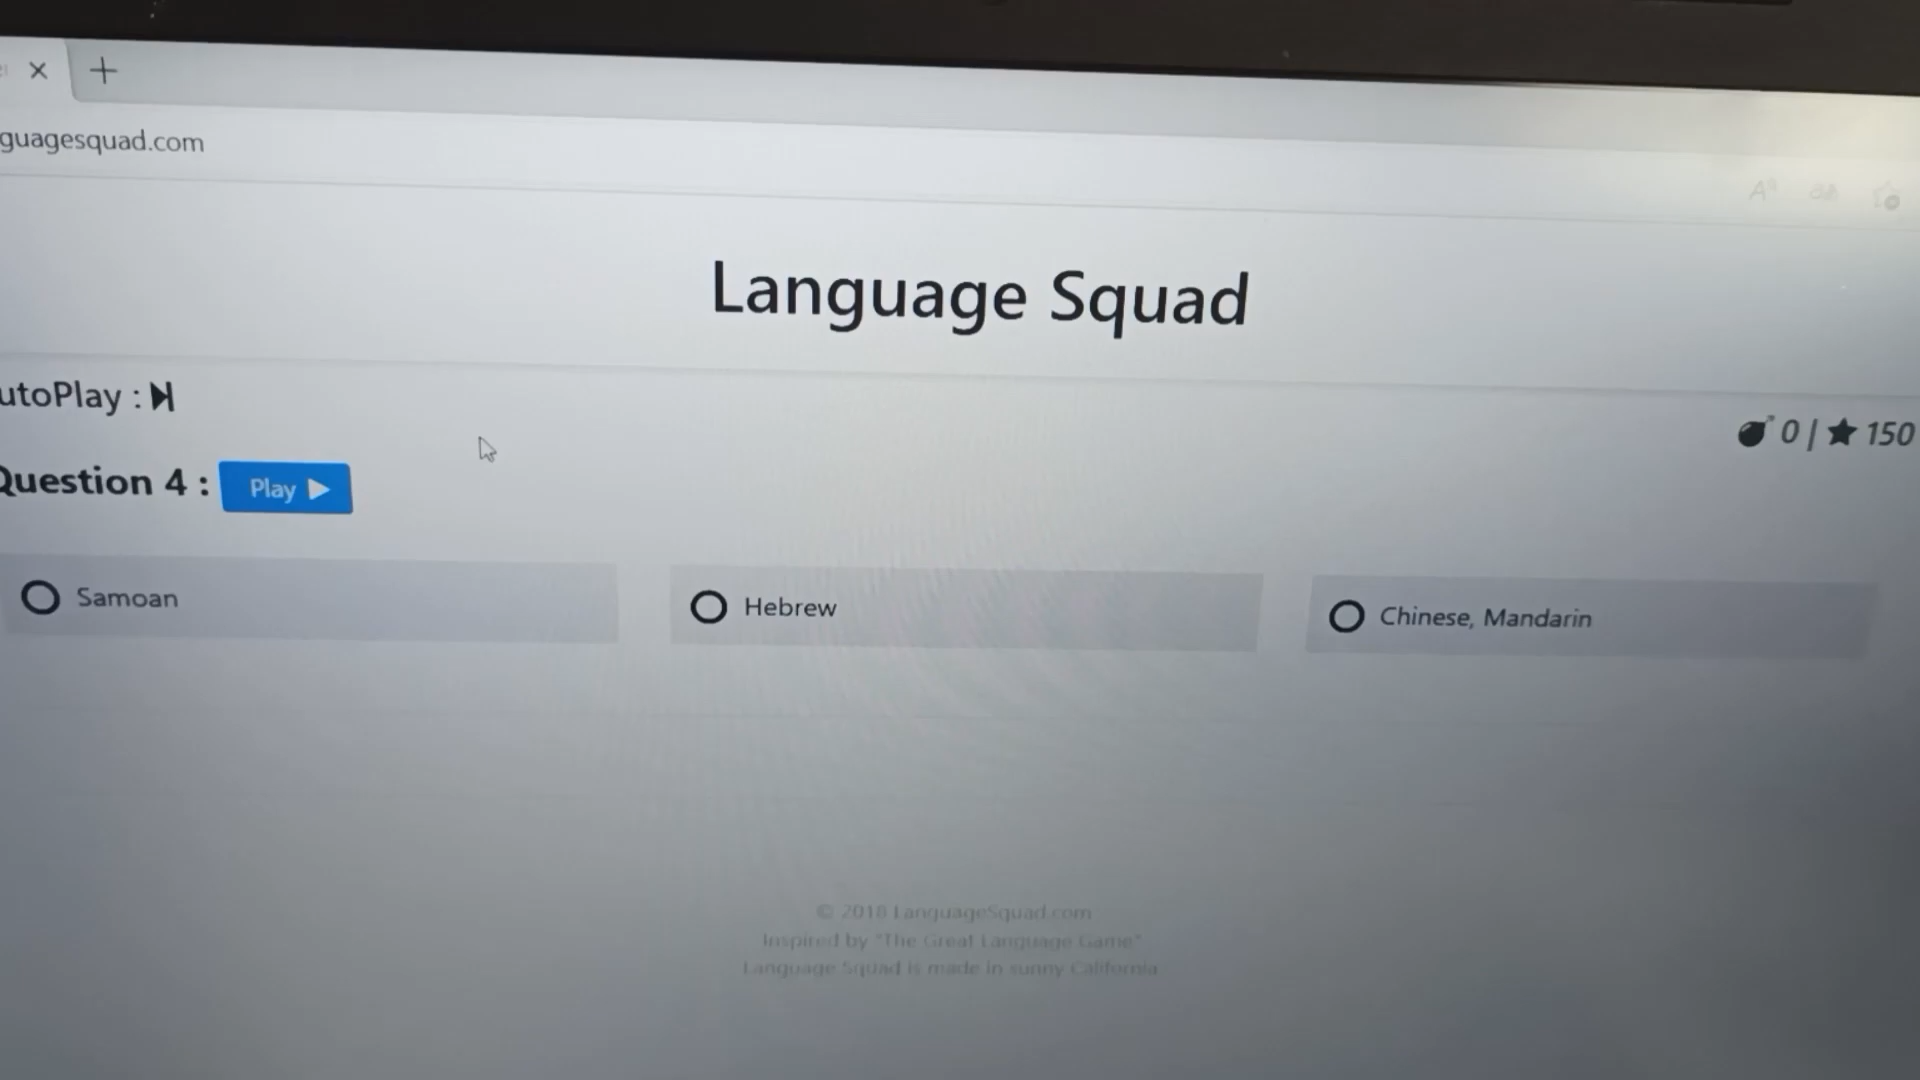 guagesquad.com
Language Squad
utoPlay :
0 | 150
Question 4 : Play
Samoan
Hebrew
Chinese, Mandarin
© 2018 LanguageSquad.com
Inspired by "The Great Language Game"
Language Squad is made in sunny California